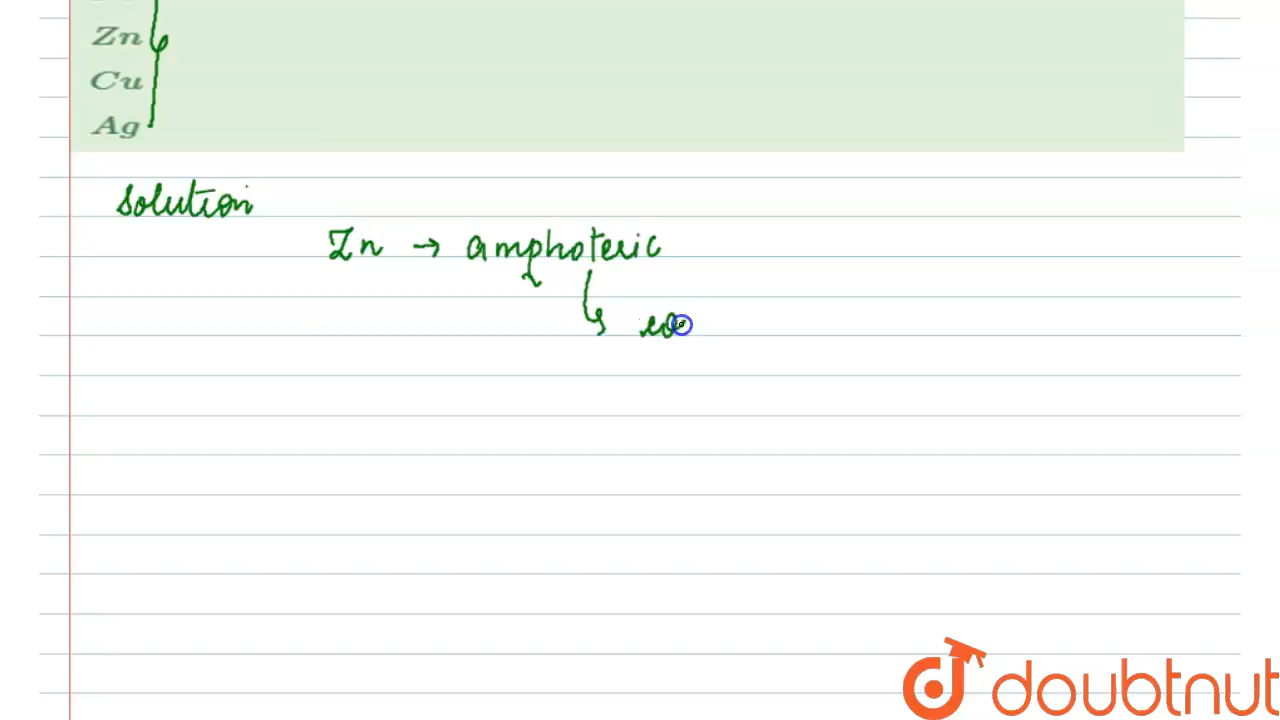 Zn
Cu
Ag
Solution
Zn → amphoteric
doubtnut